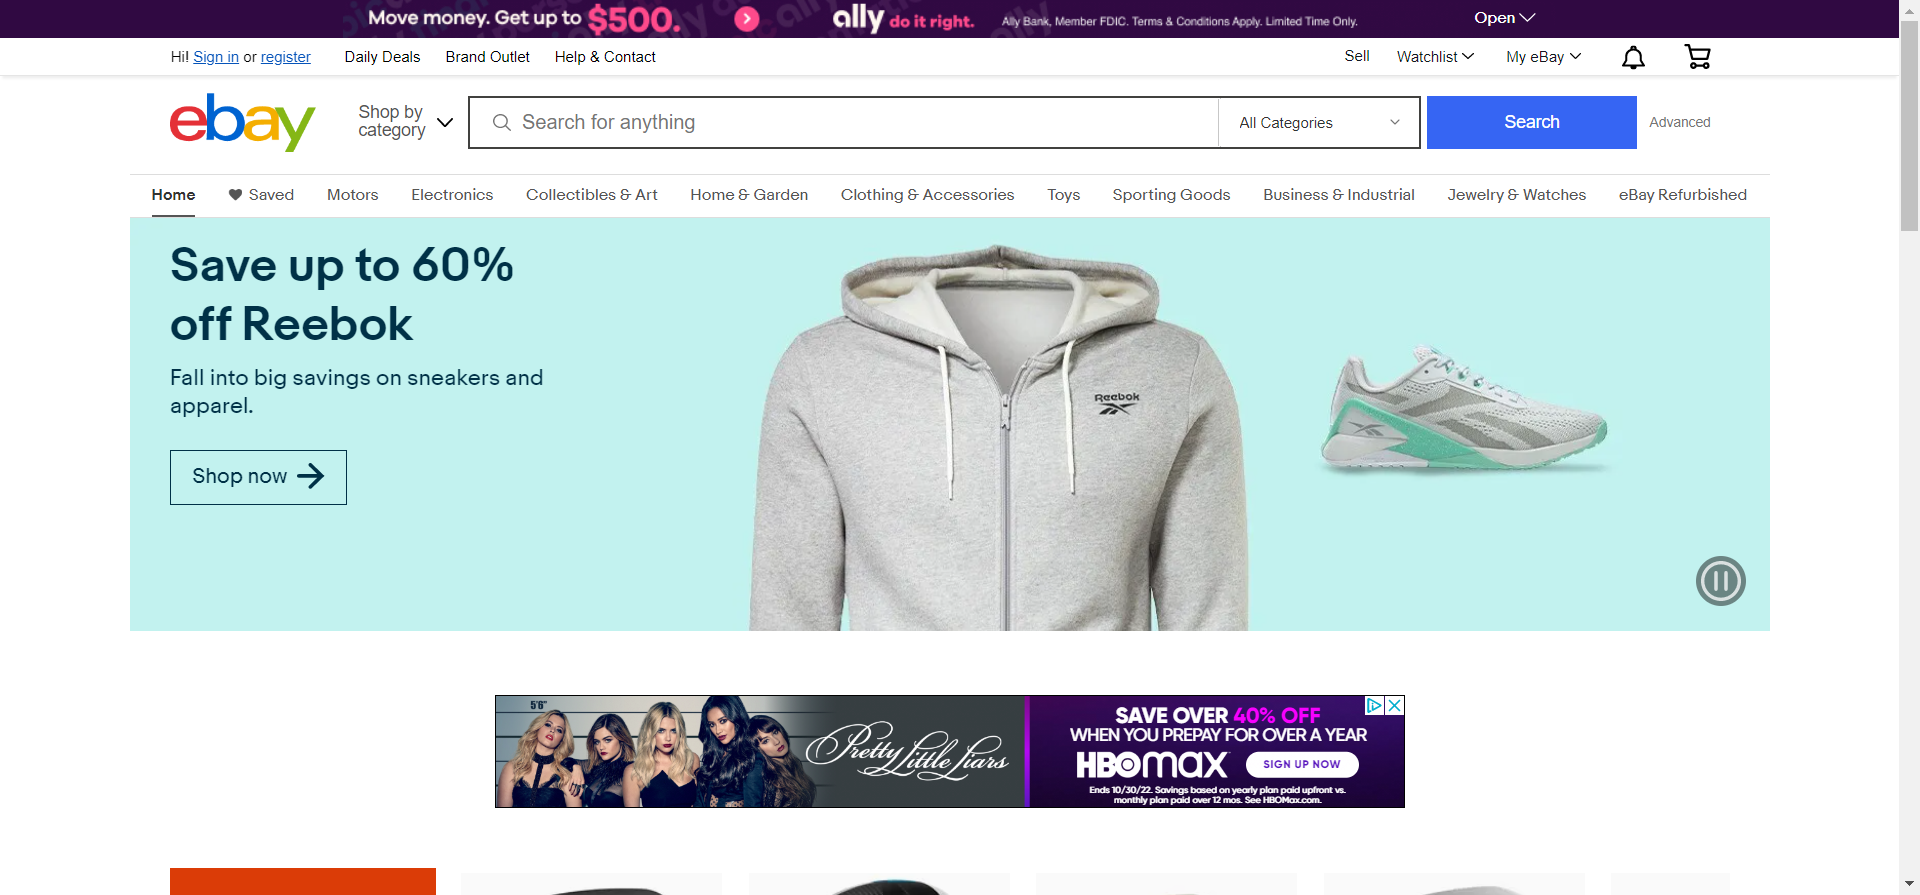 Move money. Get up to $500.
ally do it right.
Ally Bank, Member FDIC. Terms & Conditions Apply. Limited Time Only.
Open
Hi! Sign in or register
Daily Deals
Brand Outlet
Help & Contact
Sell
Watchlist
My eBay
ebay
Shop by
category
Search for anything
All Categories
Search
Advanced
Home
Saved
Motors
Electronics
Collectibles & Art
Home & Garden
Clothing & Accessories
Toys
Sporting Goods
Business & Industrial
Jewelry & Watches
eBay Refurbished
Save up to 60%
off Reebok
Fall into big savings on sneakers and
apparel.
Shop now
Reebok
5'6"
Pretty Little Liars
SAVE OVER 40% OFF
WHEN YOU PREPAY FOR OVER A YEAR
HBOMAX
SIGN UP NOW
Ends 10/30/22. Savings based on yearly plan paid upfront vs.
monthly plan paid over 12 mos. See HBOMax.com.